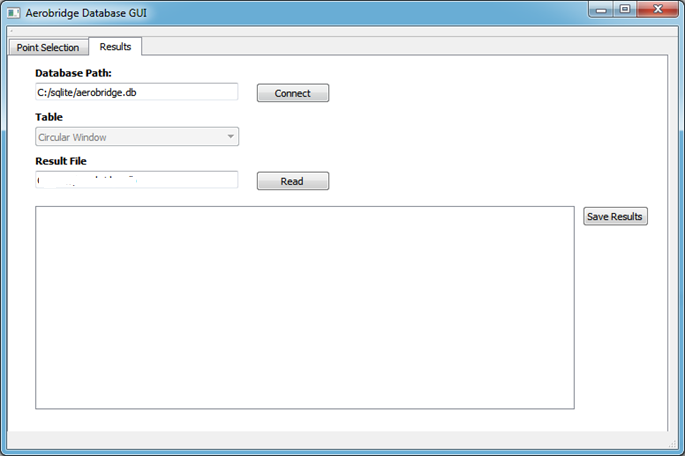 Aerobridge Database GUI
Point Selection
Results
Database Path:
C:/sqlite/aerobridge.db
Connect
Table
Circular Window
Result File
Read
Save Results